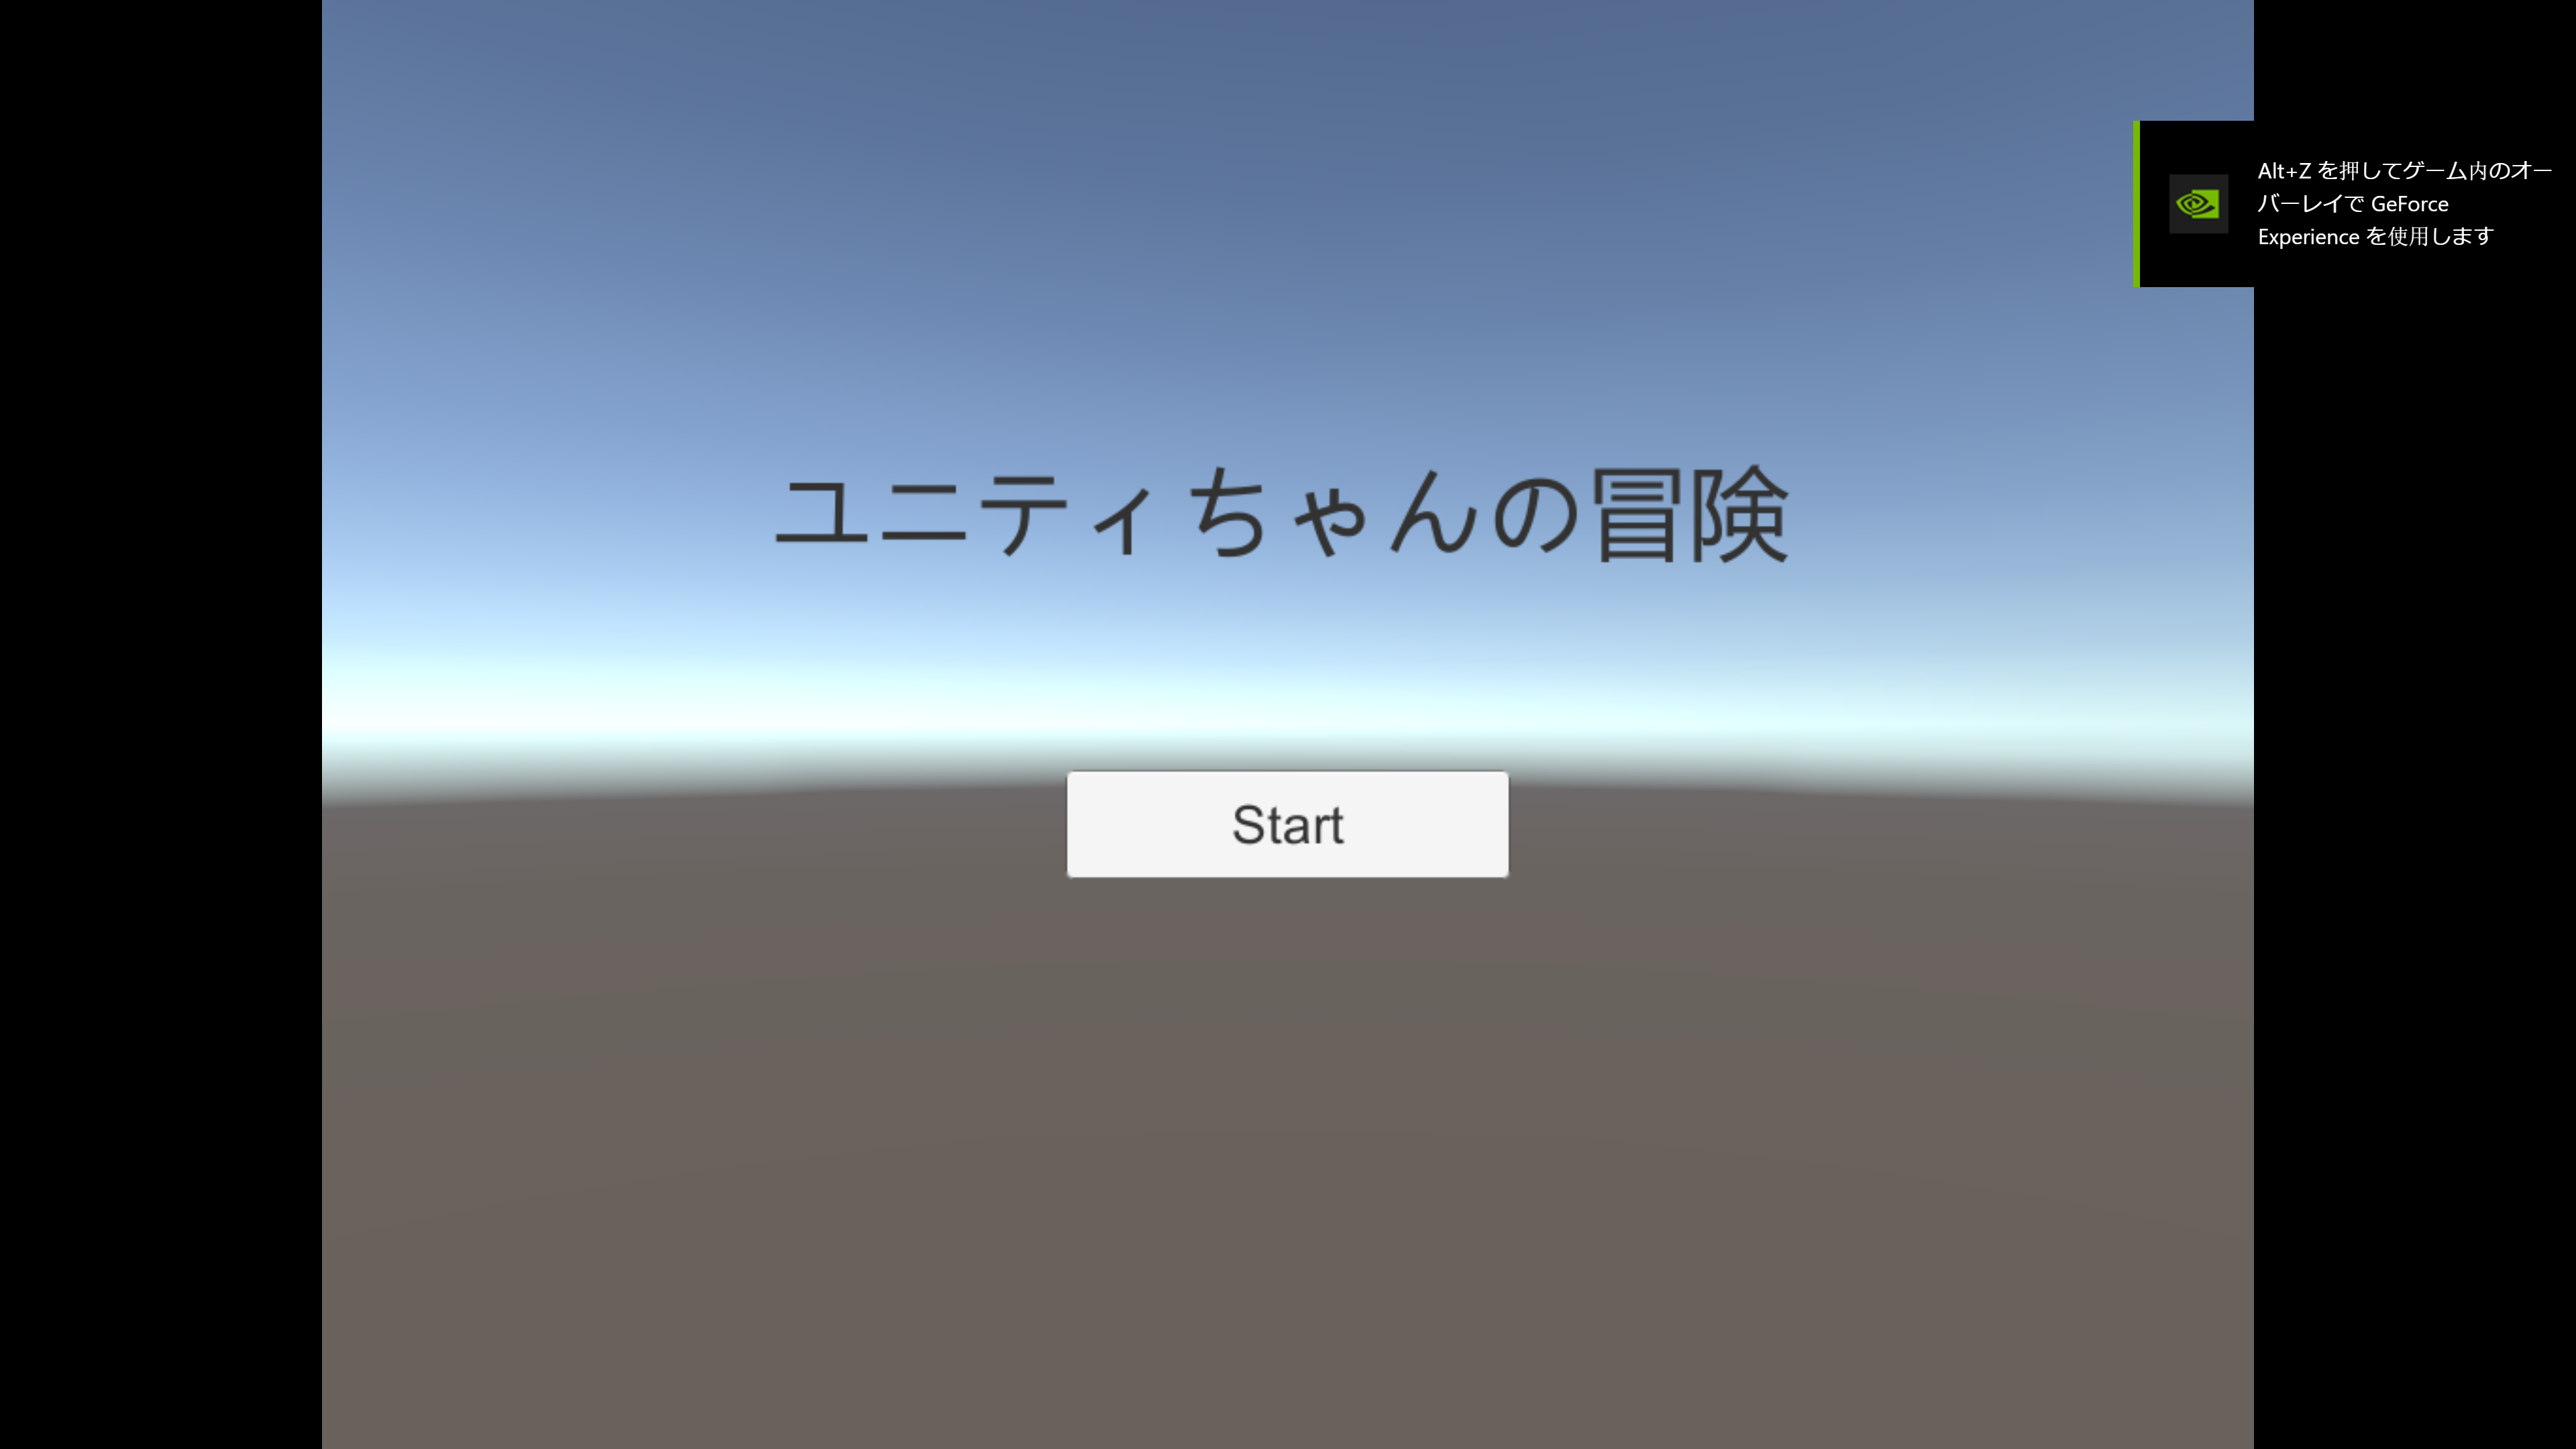 Alt+Z を押してゲーム内のオー
バーレイで GeForce
Experience を使用します
ユニティちゃんの冒険
Start